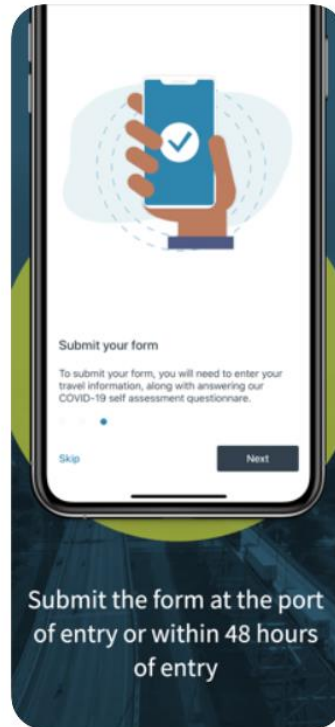 Submit your form
To submit your form, you will need to enter your
travel information, along with answering our
COVID-19 self assessment questionnare.
Skip
Next
Submit the form at the port
of entry or within 48 hours
of entry